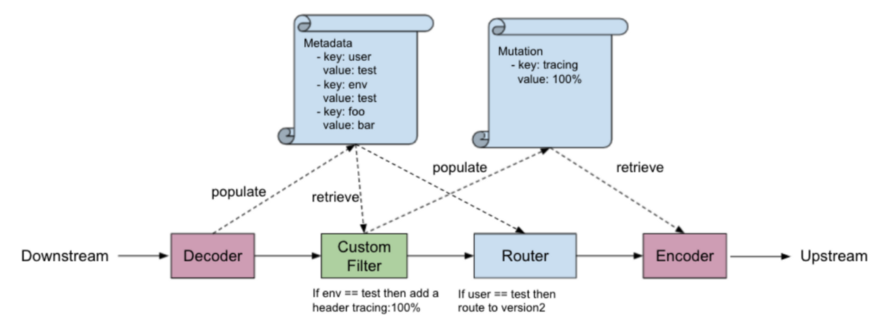 Metadata
- key: user
value: test
- key: env
value: test
- key: foo
value: bar
Mutation
- key: tracing
value: 100%
populate
retrieve
populate
retrieve
Downstream
Decoder
Custom
Filter
Router
Encoder
Upstream
If env == test then add a
header tracing:100%
If user == test then
route to version2